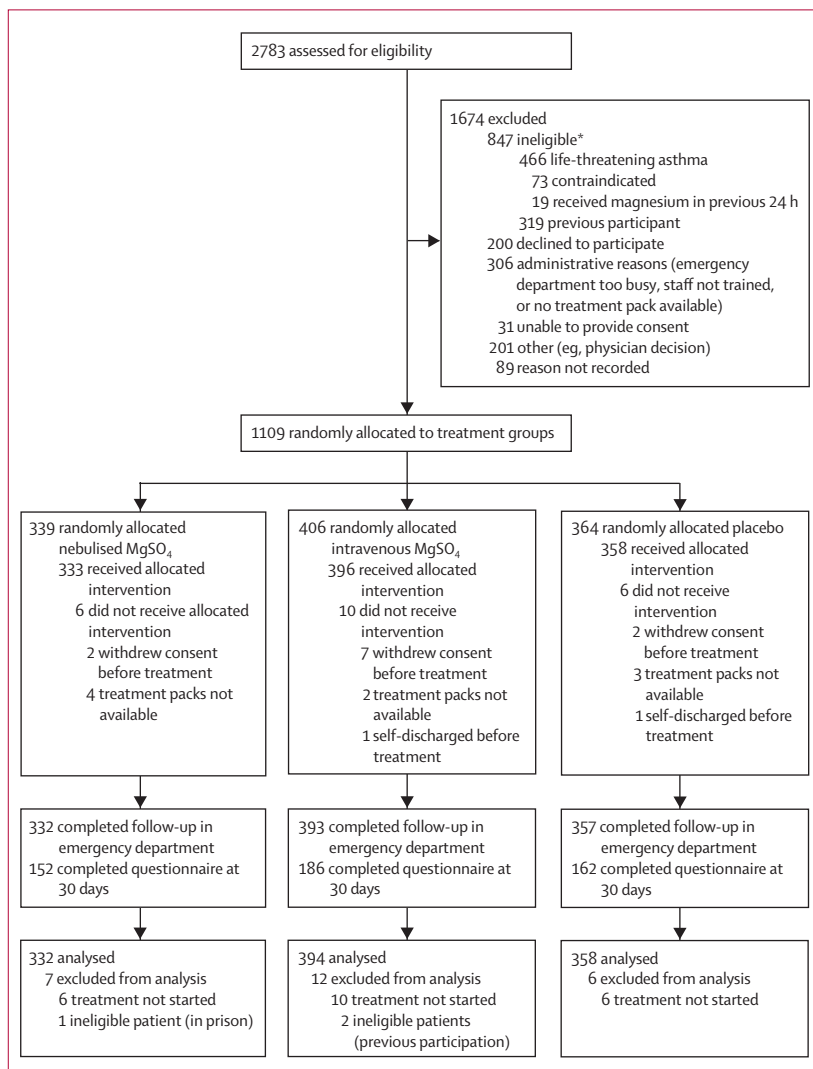 2783 assessed for eligibility
1674 excluded
847 ineligible*
466 life-threatening asthma
73 contraindicated
19 received magnesium in previous 24 h
319 previous participant
200 declined to participate
306 administrative reasons (emergency
department too busy, staff not trained,
or no treatment pack available)
31 unable to provide consent
201 other (eg, physician decision)
89 reason not recorded
1109 randomly allocated to treatment groups
339 randomly allocated
nebulised MgSO₄
333 received allocated
intervention
6 did not receive allocated
intervention
2 withdrew consent
before treatment
4 treatment packs not
available
406 randomly allocated
intravenous MgSO₄
396 received allocated
intervention
10 did not receive
intervention
7 withdrew consent
before treatment
2 treatment packs not
available
1 self-discharged before
treatment
364 randomly allocated placebo
358 received allocated
intervention
6 did not receive
intervention
2 withdrew consent
before treatment
3 treatment packs not
available
1 self-discharged before
treatment
332 completed follow-up in
emergency department
152 completed questionnaire at
30 days
393 completed follow-up in
emergency department
186 completed questionnaire at
30 days
357 completed follow-up in
emergency department
162 completed questionnaire at
30 days
332 analysed
7 excluded from analysis
6 treatment not started
1 ineligible patient (in prison)
394 analysed
12 excluded from analysis
10 treatment not started
2 ineligible patients
(previous participation)
358 analysed
6 excluded from analysis
6 treatment not started